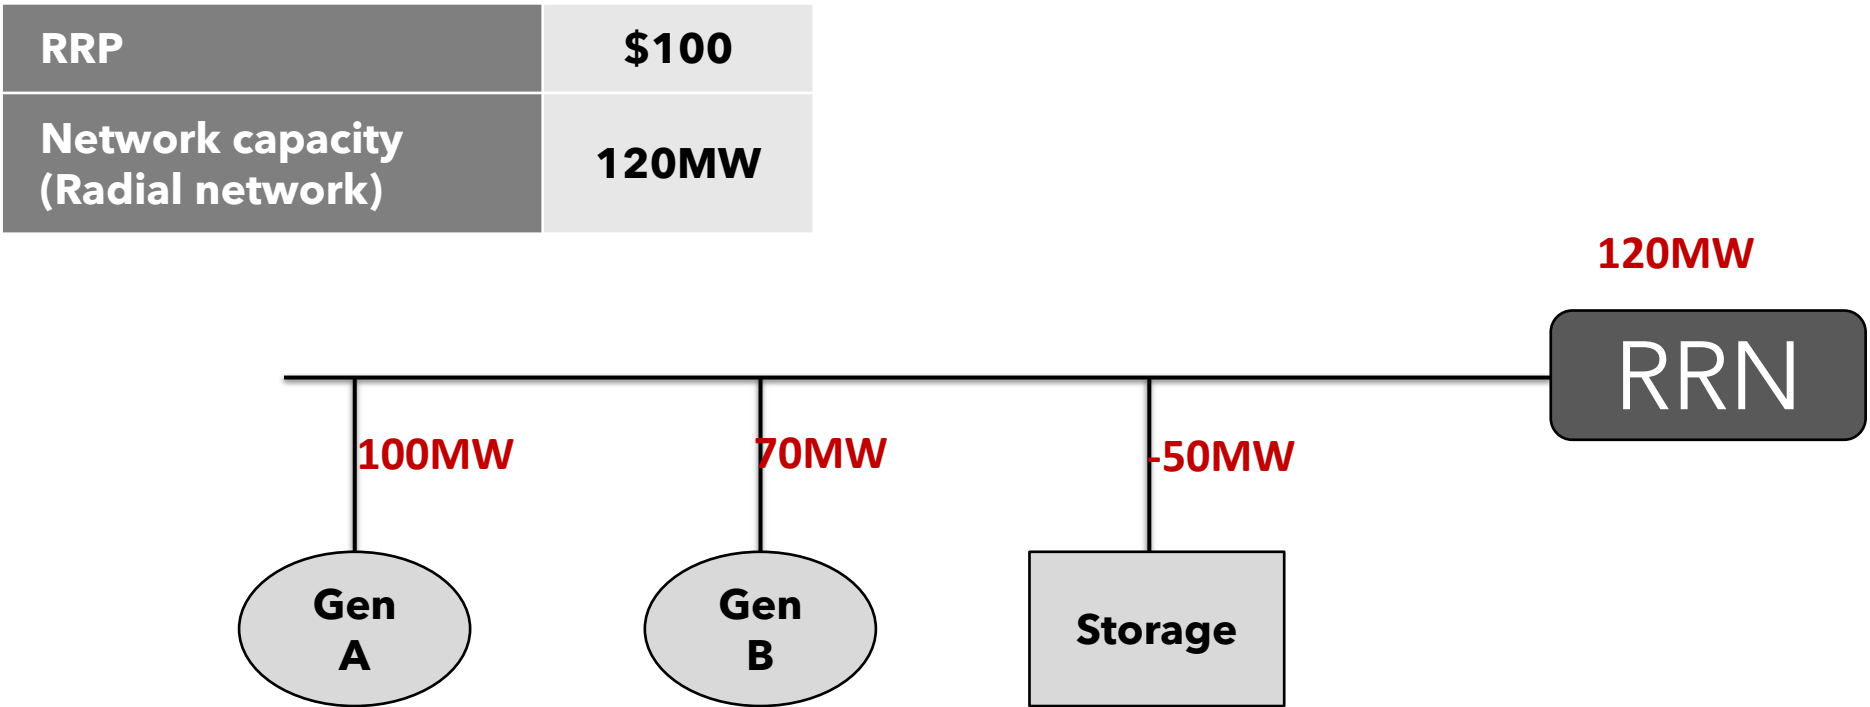 RRP
$100
Network capacity
(Radial network)
120MW
120MW
RRN
100MW
70MW
-50MW
Gen
A
Gen
B
Storage